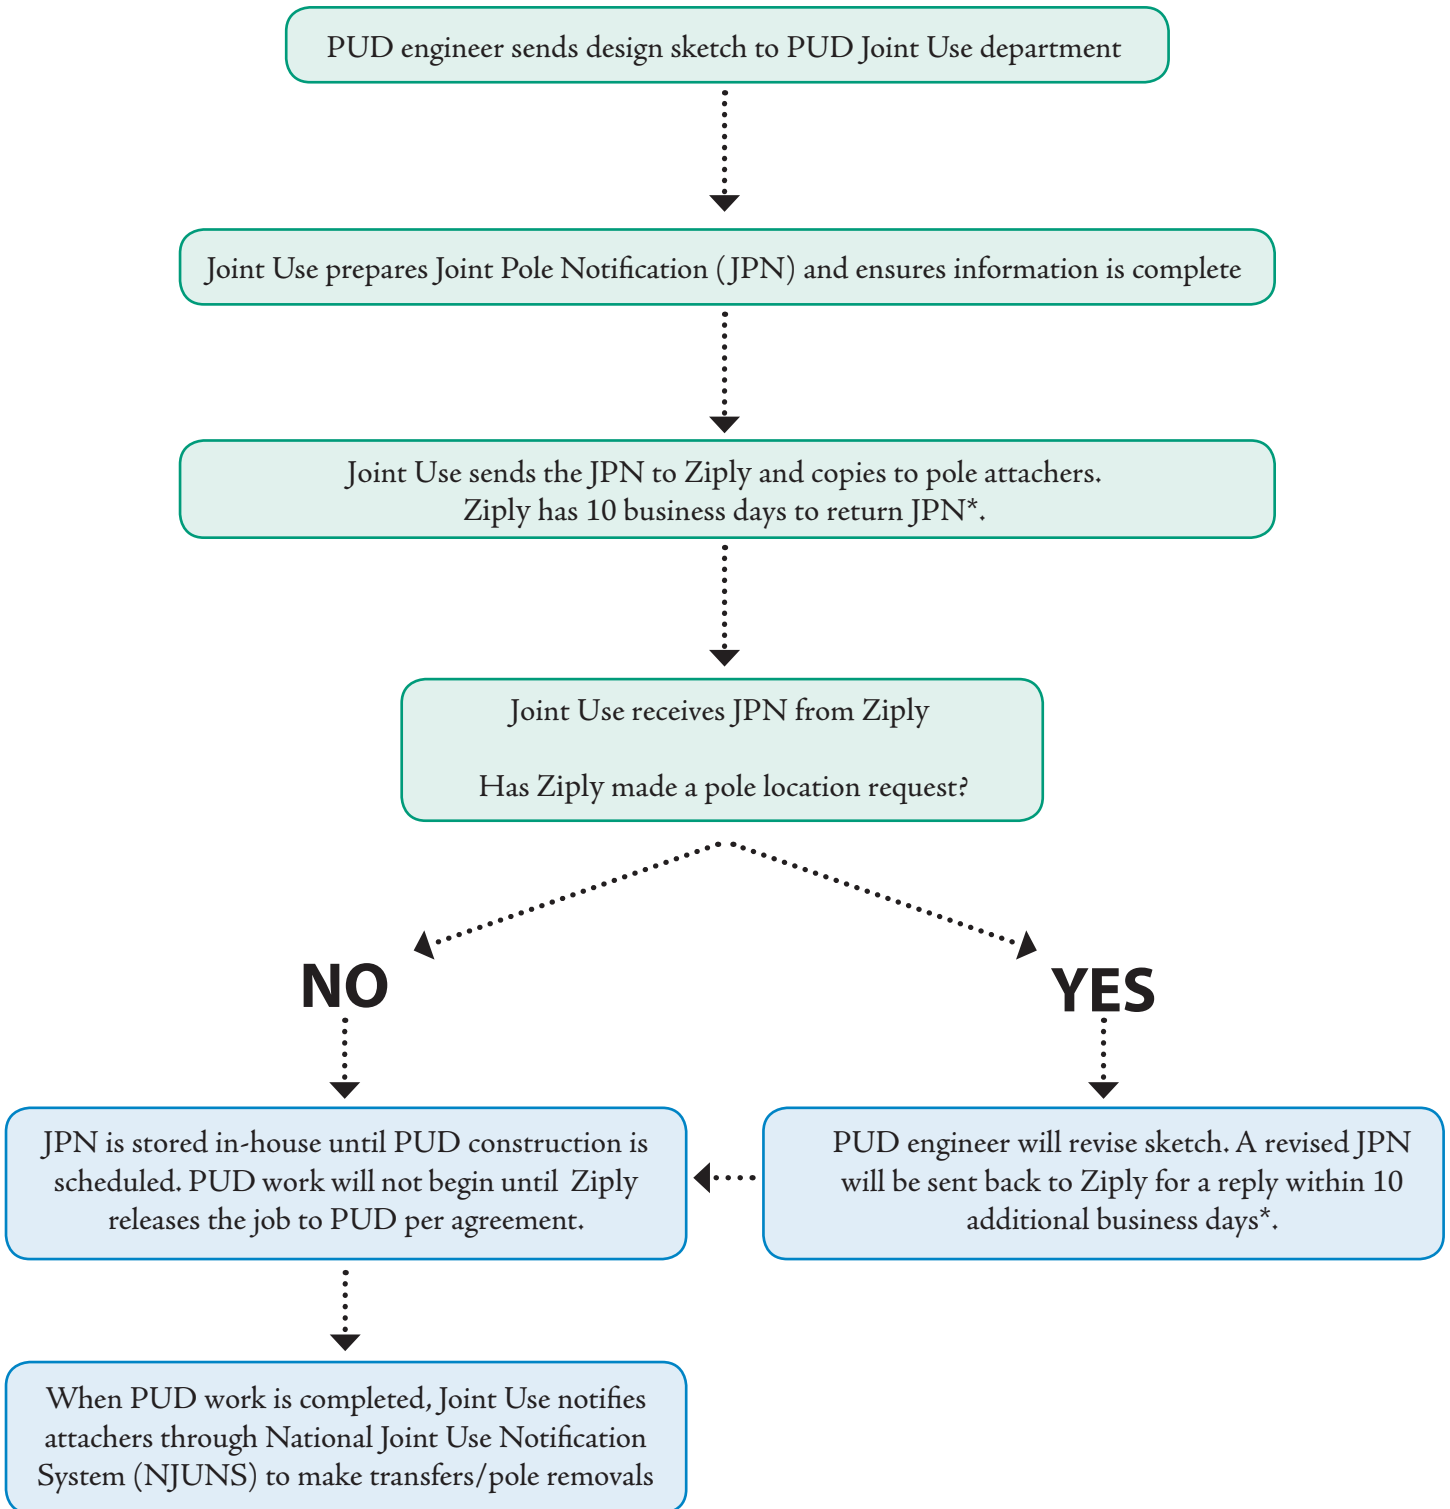 PUD engineer sends design sketch to PUD Joint Use department
Joint Use prepares Joint Pole Notification (JPN) and ensures information is complete
Joint Use sends the JPN to Ziply and copies to pole attachers.
Ziply has 10 business days to return JPN*.
Joint Use receives JPN from Ziply
Has Ziply made a pole location request?
NO
YES
JPN is stored in-house until PUD construction is
scheduled. PUD work will not begin until Ziply
releases the job to PUD per agreement.
PUD engineer will revise sketch. A revised JPN
will be sent back to Ziply for a reply within 10
additional business days*.
When PUD work is completed, Joint Use notifies
attachers through National Joint Use Notification
System (NJUNS) to make transfers/pole removals